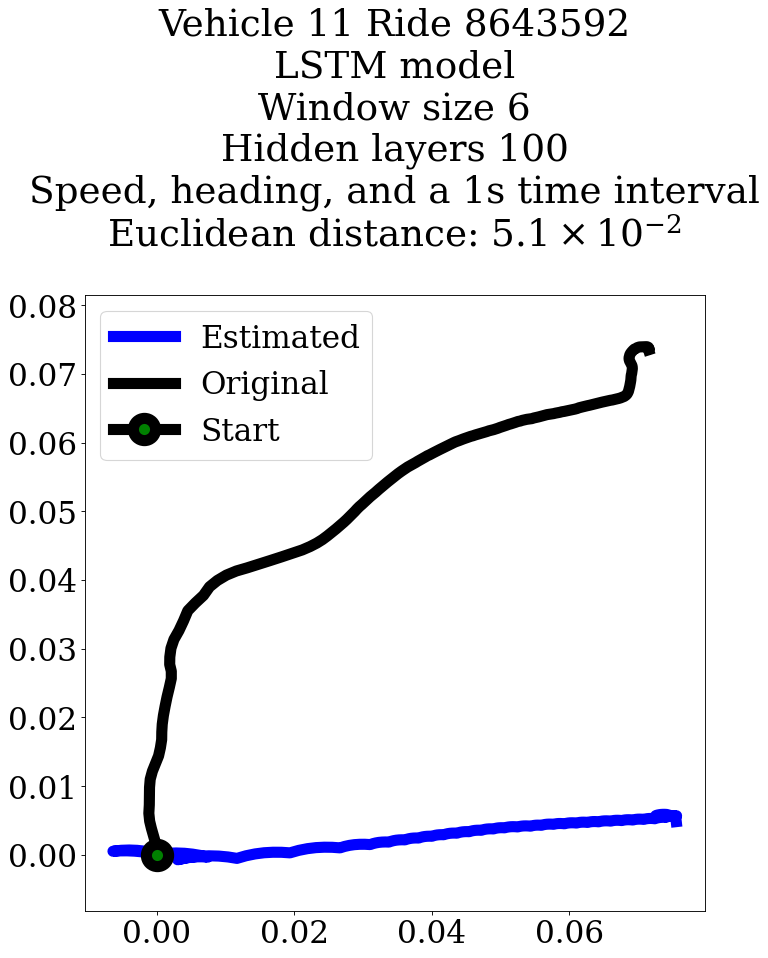 Vehicle 11 Ride 8643592
LSTM model
Window size 6
Hidden layers 100
Speed, heading, and a 1s time interval
Euclidean distance: 5.1 × 10⁻²
0.08
0.07
0.06
0.05
0.04
0.03
0.02
0.01
0.00
Estimated
Original
Start
0.00 0.02 0.04 0.06